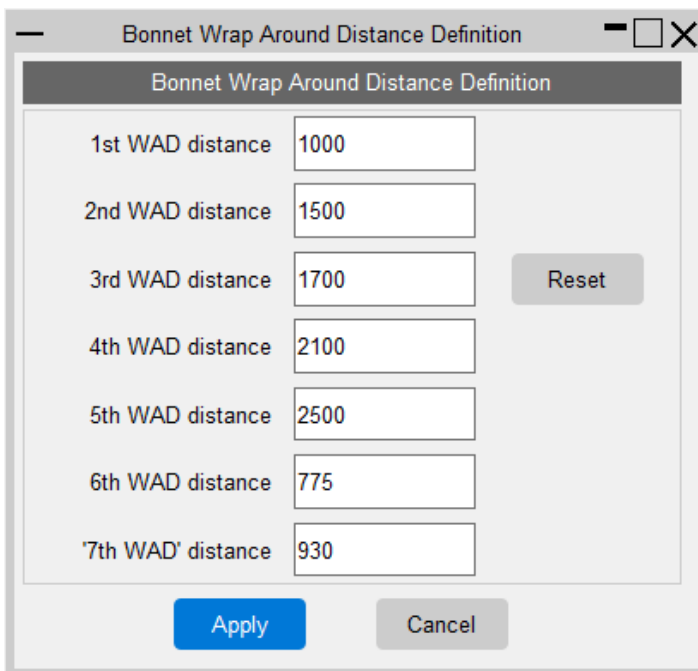 Bonnet Wrap Around Distance Definition
Bonnet Wrap Around Distance Definition
1st WAD distance 1000
2nd WAD distance 1500
3rd WAD distance 1700 Reset
4th WAD distance 2100
5th WAD distance 2500
6th WAD distance 775
'7th WAD' distance 930
Apply Cancel